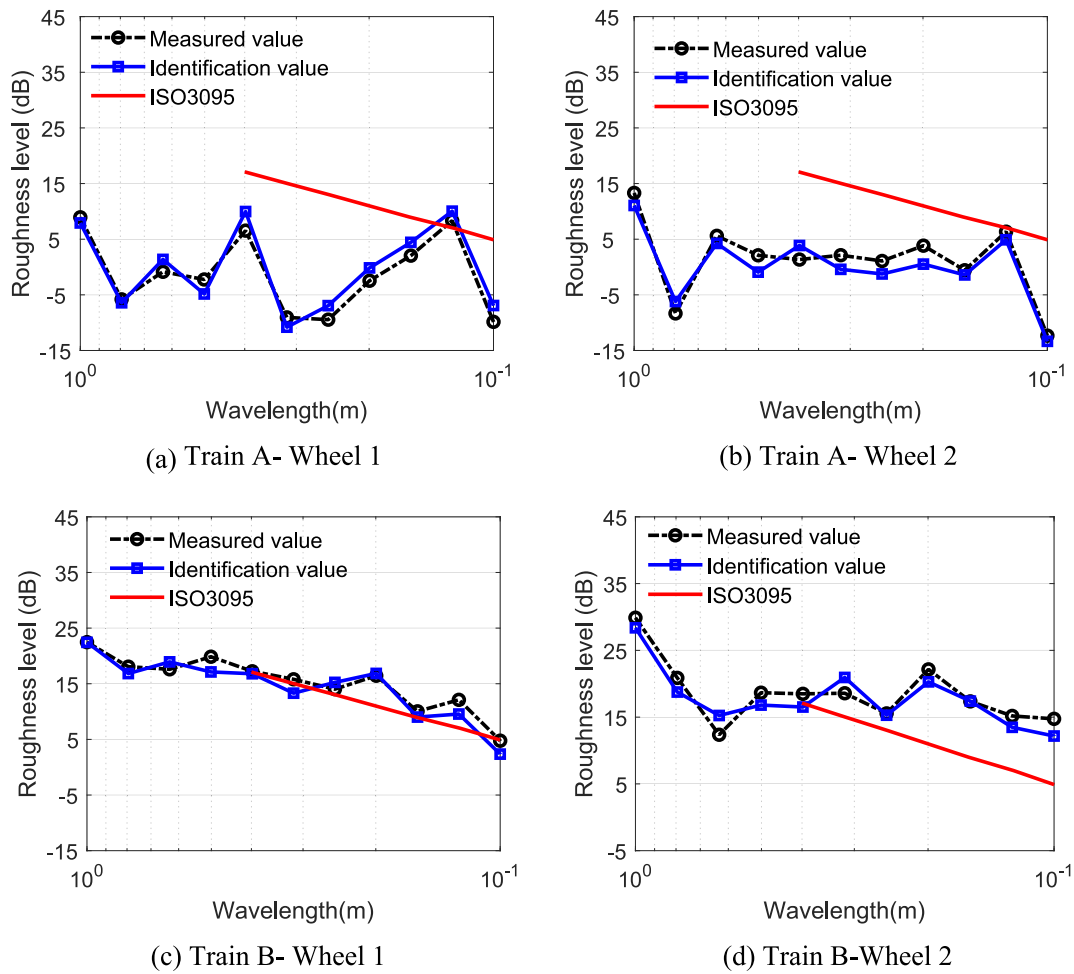 45
35
25
15
5
-5
-15
Roughness level (dB)
Measured value
Identification value
ISO3095
10^0
10^-1
Wavelength(m)
(a) Train A- Wheel 1
45
35
25
15
5
-5
-15
Roughness level (dB)
Measured value
Identification value
ISO3095
10^0
10^-1
Wavelength(m)
(b) Train A- Wheel 2
45
35
25
15
5
-5
-15
Roughness level (dB)
Measured value
Identification value
ISO3095
10^0
10^-1
Wavelength(m)
(c) Train B- Wheel 1
45
35
25
15
5
-5
Roughness level (dB)
Measured value
Identification value
ISO3095
10^0
10^-1
Wavelength(m)
(d) Train B-Wheel 2